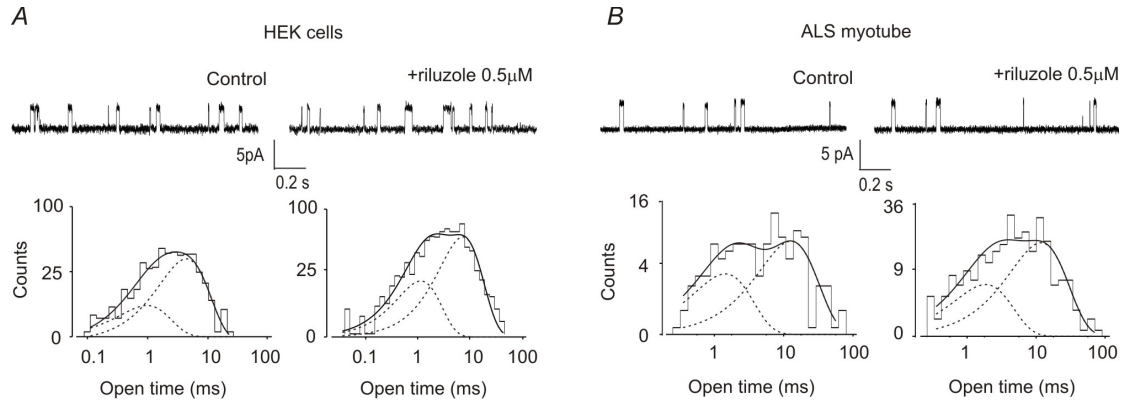 A
HEK cells
Control
+riluzole 0.5µM
5pA
0.2 s
100
25
0
Counts
0.1 1 10 100
Open time (ms)
100
25
0
0.1 1 10 100
Open time (ms)
B
ALS myotube
Control
+riluzole 0.5µM
5 pA
0.2 s
16
4
0
Counts
1 10 100
Open time (ms)
36
9
0
1 10 100
Open time (ms)